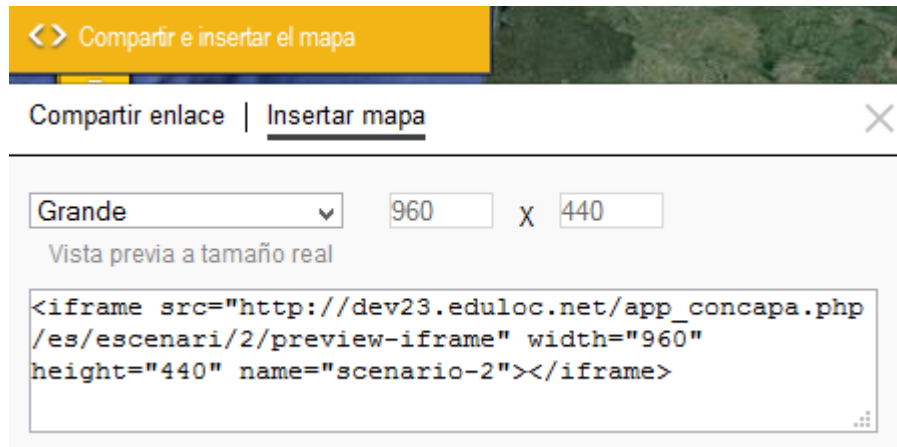 <> Compartir e insertar el mapa
Compartir enlace | Insertar mapa
Grande 960 X 440
Vista previa a tamaño real
<iframe src="http://dev23.eduloc.net/app_concapa.php
/es/escenari/2/preview-iframe" width="960"
height="440" name="scenario-2"></iframe>